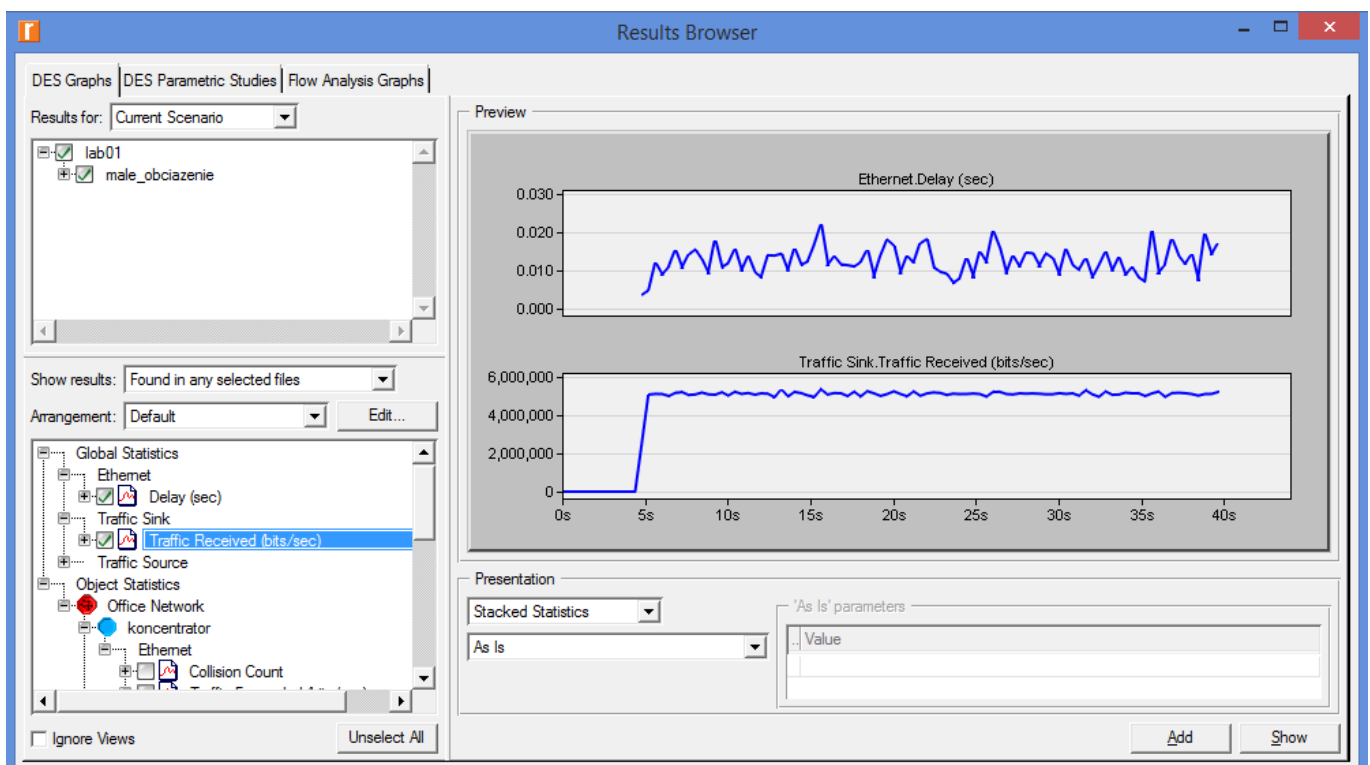 Results Browser
DES Graphs DES Parametric Studies Flow Analysis Graphs
Results for: Current Scenario
lab01
male_obciazenie
Show results: Found in any selected files
Arrangement: Default Edit...
Global Statistics
Ethernet
Delay (sec)
Traffic Sink
Traffic Received (bits/sec)
Traffic Source
Object Statistics
Office Network
koncentrator
Ethernet
Collision Count
Ignore Views Unselect All
Preview
Ethernet.Delay (sec)
0.030
0.020
0.010
0.000
Traffic Sink.Traffic Received (bits/sec)
6,000,000
4,000,000
2,000,000
0
0s 5s 10s 15s 20s 25s 30s 35s 40s
Presentation
Stacked Statistics
As Is
'As Is' parameters
.. Value
Add Show